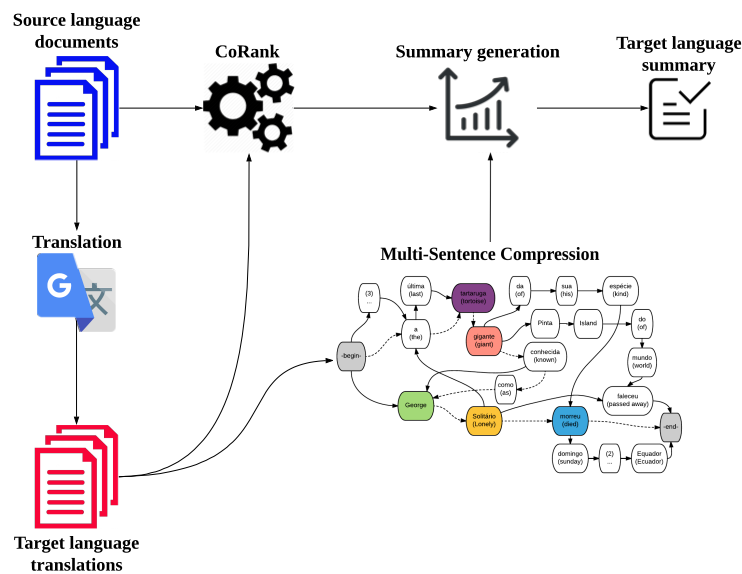 Source language
documents
CoRank
Summary generation
Target language
summary
Translation
G 文
Multi-Sentence Compression
(3)
...
última
(last)
tartaruga
(tortoise)
da
(of)
sua
(his)
espécie
(kind)
a
(the)
gigante
(giant)
Pinta
Island
do
(of)
-begin-
conhecida
(known)
mundo
(world)
como
(as)
George
Solitário
(Lonely)
morreu
(died)
faleceu
(passed away)
-end-
domingo
(sunday)
(2)
...
Equador
(Ecuador)
Target language
translations